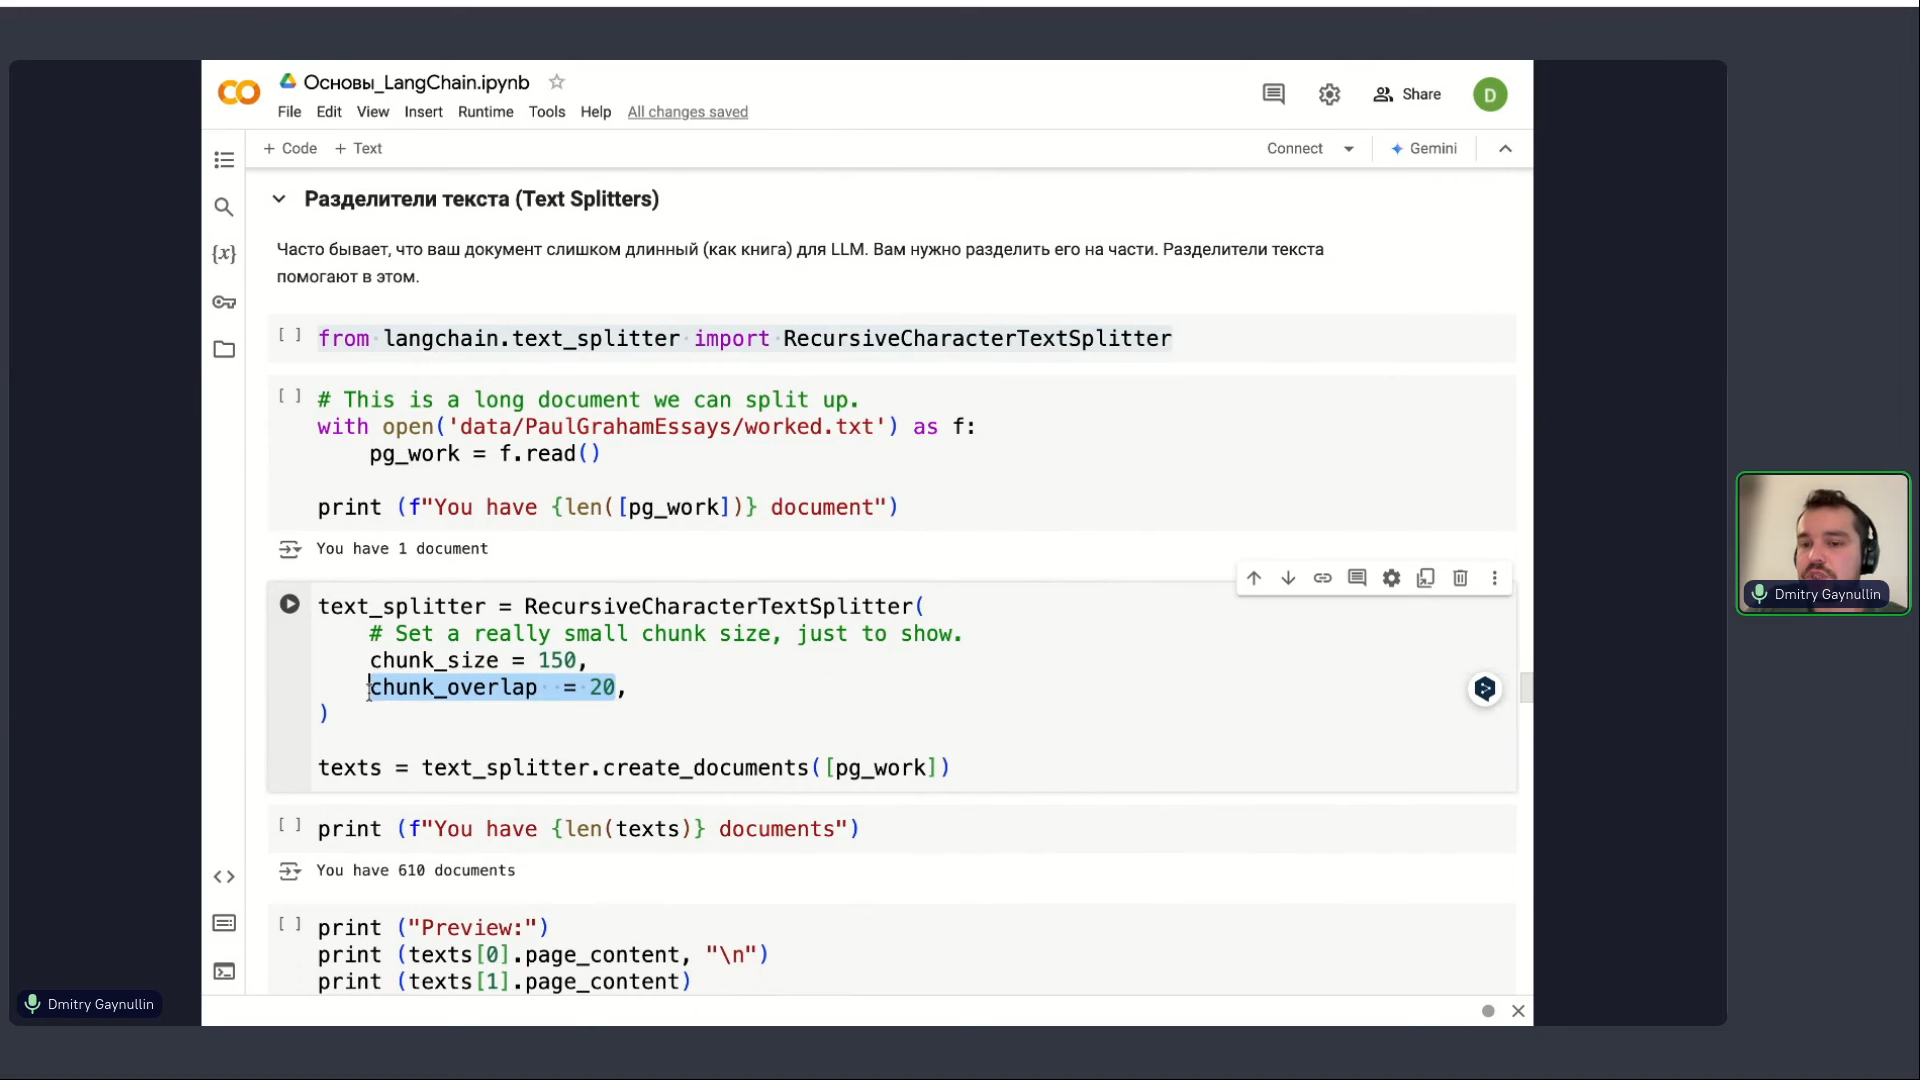 Основы_LangChain.ipynb
File Edit View Insert Runtime Tools Help All changes saved
Share
D
+ Code + Text
Connect
Gemini
Разделители текста (Text Splitters)
Часто бывает, что ваш документ слишком длинный (как книга) для LLM. Вам нужно разделить его на части. Разделители текста
помогают в этом.
[ ] from langchain.text_splitter import RecursiveCharacterTextSplitter
[ ] # This is a long document we can split up.
with open('data/PaulGrahamEssays/worked.txt') as f:
    pg_work = f.read()
print (f"You have {len([pg_work])} document")
You have 1 document
text_splitter = RecursiveCharacterTextSplitter(
    # Set a really small chunk size, just to show.
    chunk_size = 150,
    chunk_overlap  = 20,
)
texts = text_splitter.create_documents([pg_work])
[ ] print (f"You have {len(texts)} documents")
You have 610 documents
[ ] print ("Preview:")
print (texts[0].page_content, "\n")
print (texts[1].page_content)
Dmitry Gaynullin
Dmitry Gaynullin